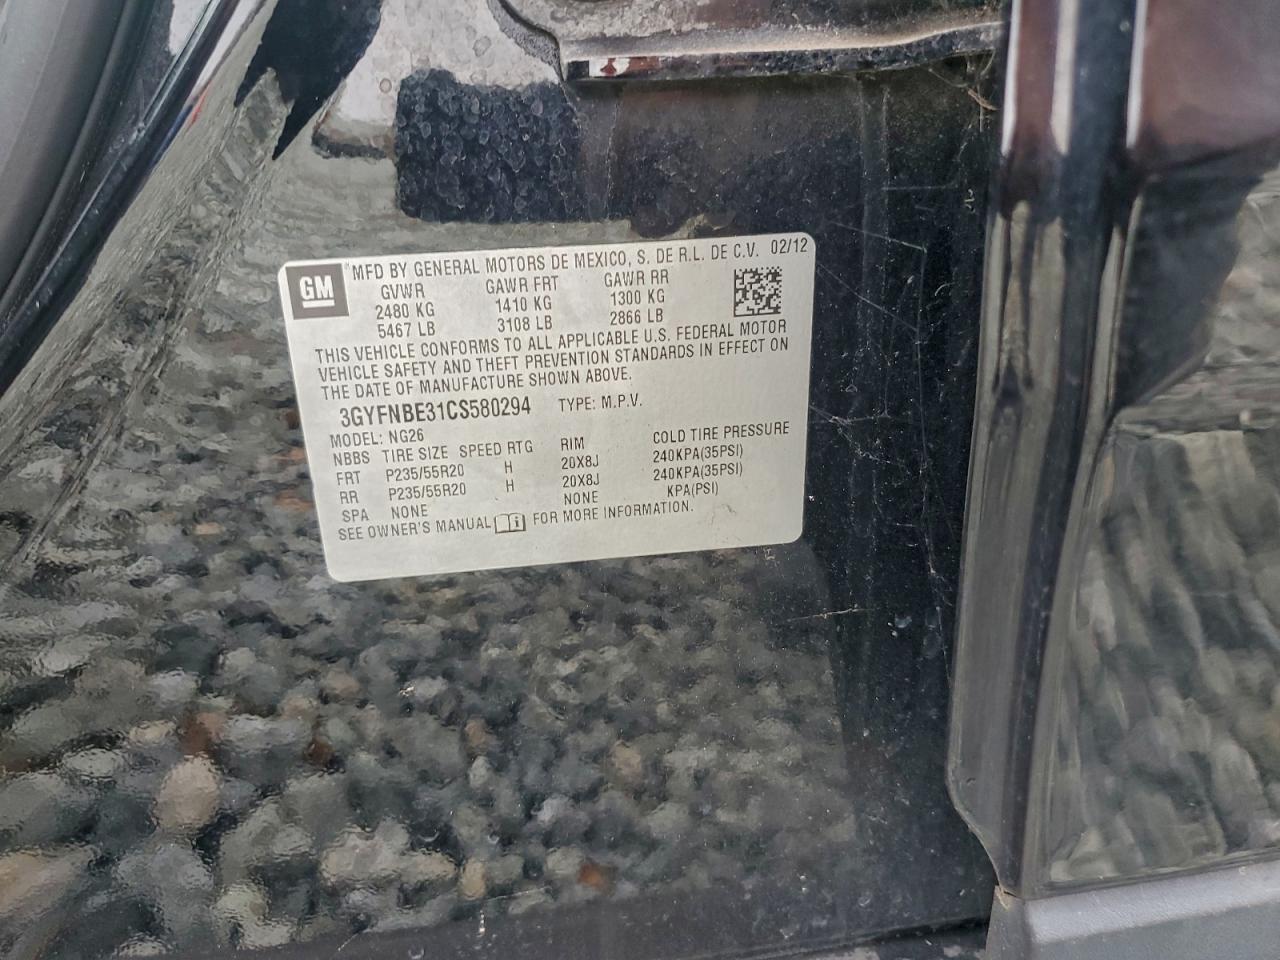 GM
MFD BY GENERAL MOTORS DE MEXICO, S. DE R.L. DE C.V. 02/12
GVWR GAWR FRT GAWR RR
2480 KG 1410 KG 1300 KG
5467 LB 3108 LB 2866 LB
THIS VEHICLE CONFORMS TO ALL APPLICABLE U.S. FEDERAL MOTOR
VEHICLE SAFETY AND THEFT PREVENTION STANDARDS IN EFFECT ON
THE DATE OF MANUFACTURE SHOWN ABOVE.
3GYFNBE31CS580294 TYPE: M.P.V.
MODEL: NG26
NBBS TIRE SIZE SPEED RTG RIM COLD TIRE PRESSURE
FRT P235/55R20 H 20X8J 240KPA(35PSI)
RR P235/55R20 H 20X8J 240KPA(35PSI)
SPA NONE NONE KPA(PSI)
SEE OWNER'S MANUAL FOR MORE INFORMATION.